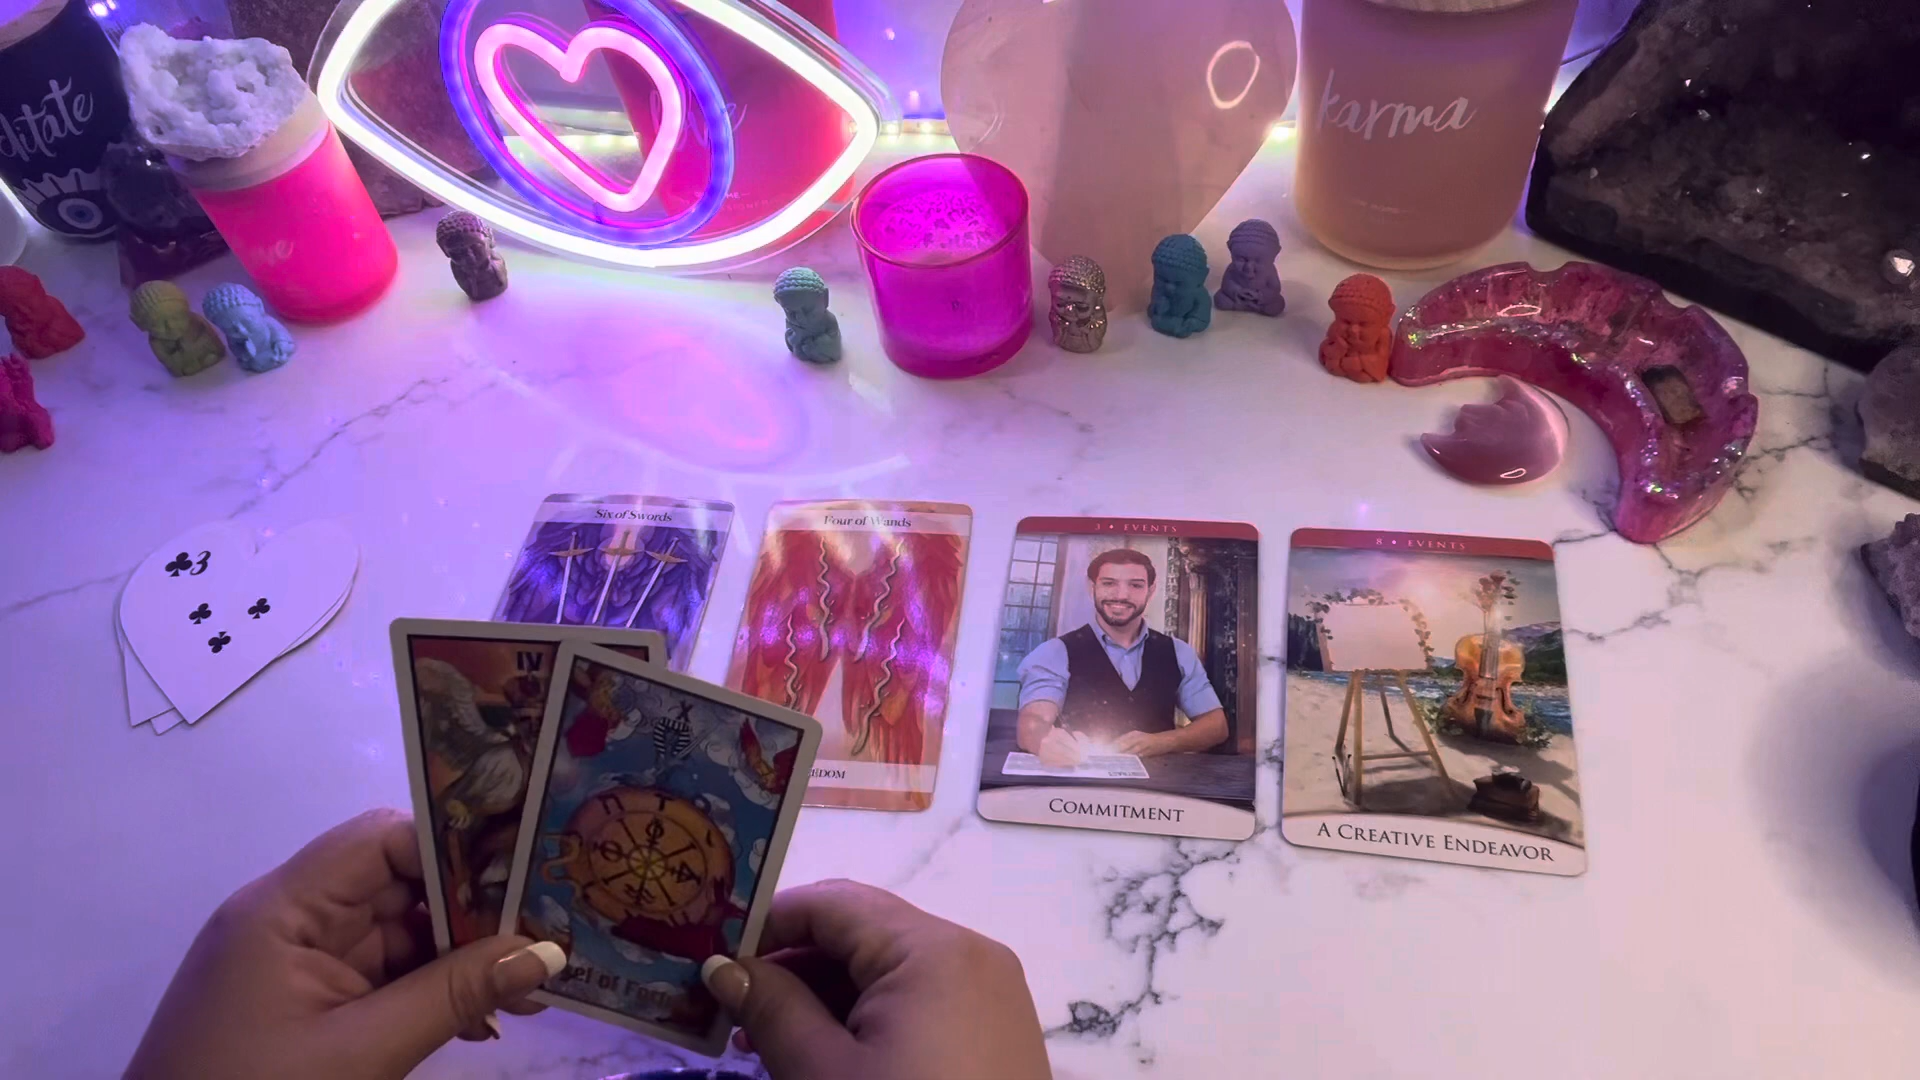 ditate
karma
3
Six of Swords
Four of Wands
3 • EVENTS
8 • EVENTS
IV
X
COMMITMENT
A CREATIVE ENDEAVOR